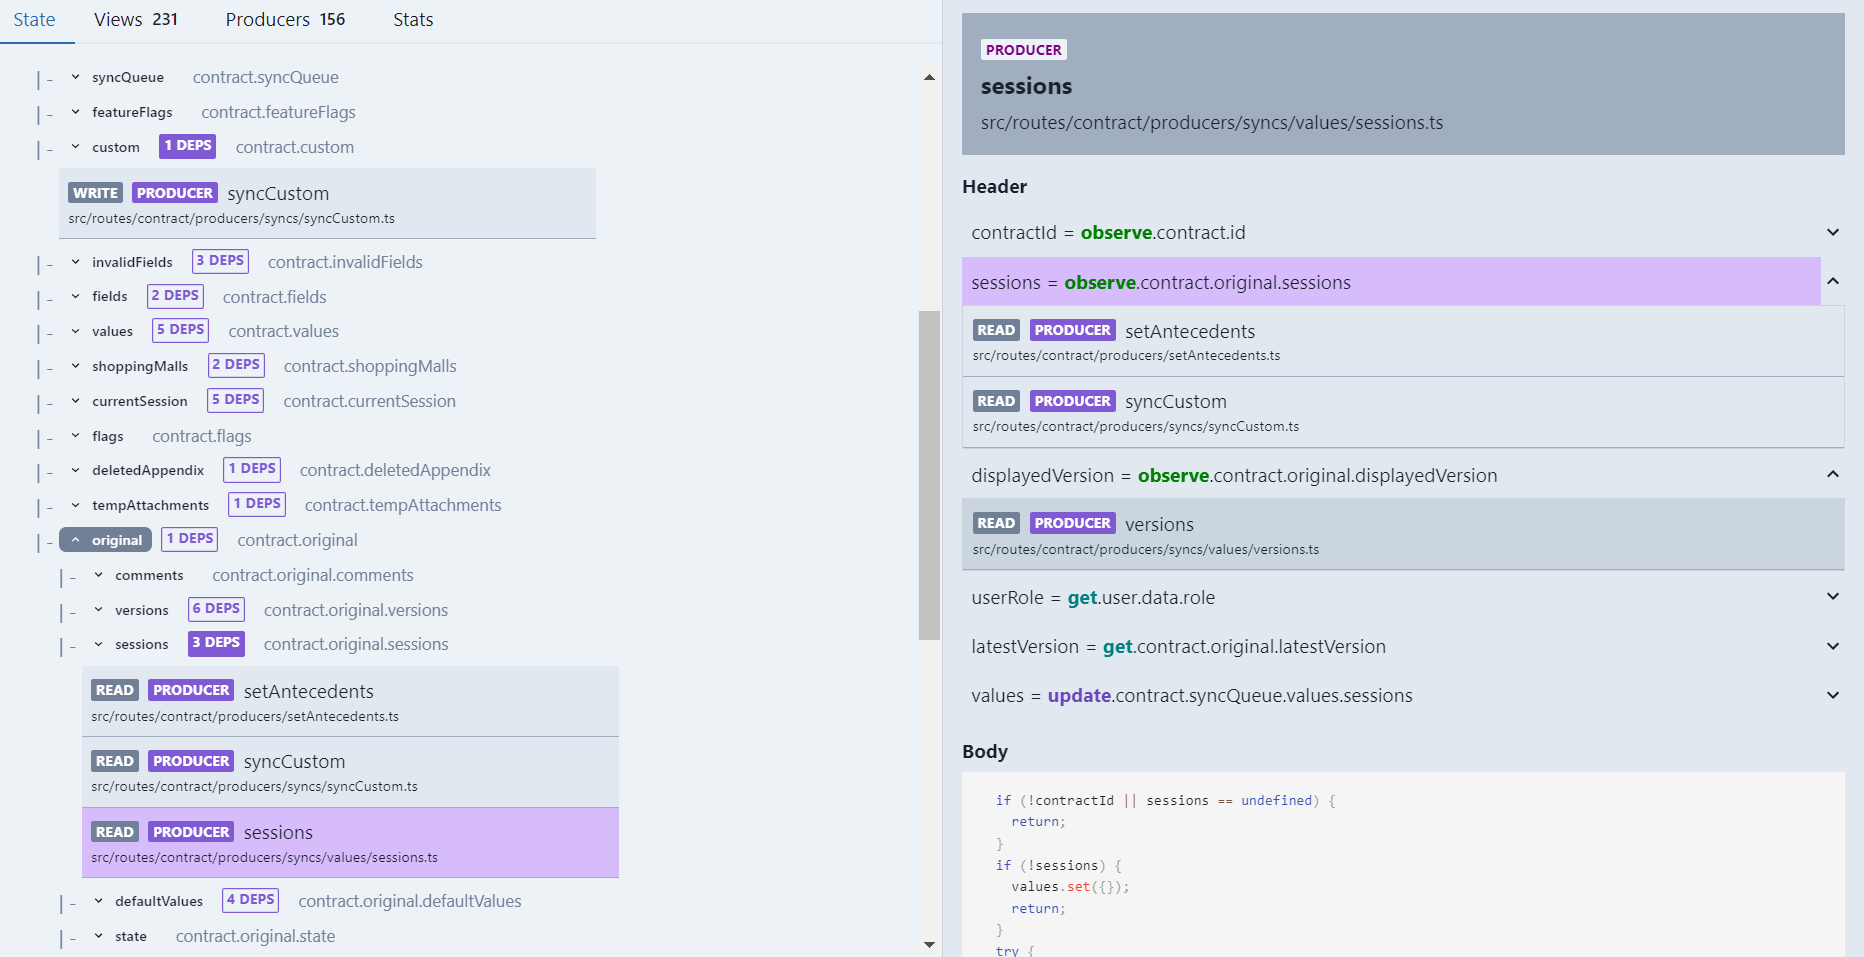 State Views 231 Producers 156 Stats
|- syncQueue contract.syncQueue
|- featureFlags contract.featureFlags
|- custom 1 DEPS contract.custom
WRITE PRODUCER syncCustom
src/routes/contract/producers/syncs/syncCustom.ts
|- invalidFields 3 DEPS contract.invalidFields
|- fields 2 DEPS contract.fields
|- values 5 DEPS contract.values
|- shoppingMalls 2 DEPS contract.shoppingMalls
|- currentSession 5 DEPS contract.currentSession
|- flags contract.flags
|- deletedAppendix 1 DEPS contract.deletedAppendix
|- tempAttachments 1 DEPS contract.tempAttachments
|- original 1 DEPS contract.original
|- comments contract.original.comments
|- versions 6 DEPS contract.original.versions
|- sessions 3 DEPS contract.original.sessions
READ PRODUCER setAntecedents
src/routes/contract/producers/setAntecedents.ts
READ PRODUCER syncCustom
src/routes/contract/producers/syncs/syncCustom.ts
READ PRODUCER sessions
src/routes/contract/producers/syncs/values/sessions.ts
|- defaultValues 4 DEPS contract.original.defaultValues
|- state contract.original.state
PRODUCER
sessions
src/routes/contract/producers/syncs/values/sessions.ts
Header
contractId = observe.contract.id
sessions = observe.contract.original.sessions
READ PRODUCER setAntecedents
src/routes/contract/producers/setAntecedents.ts
READ PRODUCER syncCustom
src/routes/contract/producers/syncs/syncCustom.ts
displayedVersion = observe.contract.original.displayedVersion
READ PRODUCER versions
src/routes/contract/producers/syncs/values/versions.ts
userRole = get.user.data.role
latestVersion = get.contract.original.latestVersion
values = update.contract.syncQueue.values.sessions
Body
if (!contractId || sessions == undefined) {
return;
}
if (!sessions) {
values.set({});
return;
}
try {